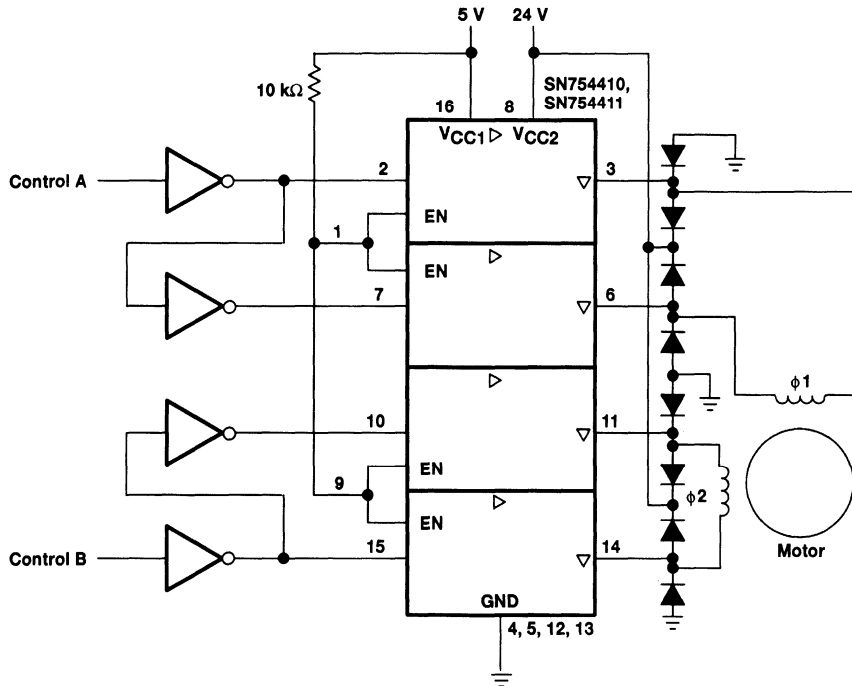 5 V
24 V
10 kΩ
SN754410,
SN754411
16
8
VCC1
VCC2
Control A
2
3
EN
1
EN
7
6
ϕ1
10
11
EN
9
ϕ2
EN
Control B
15
14
Motor
GND
4, 5, 12, 13